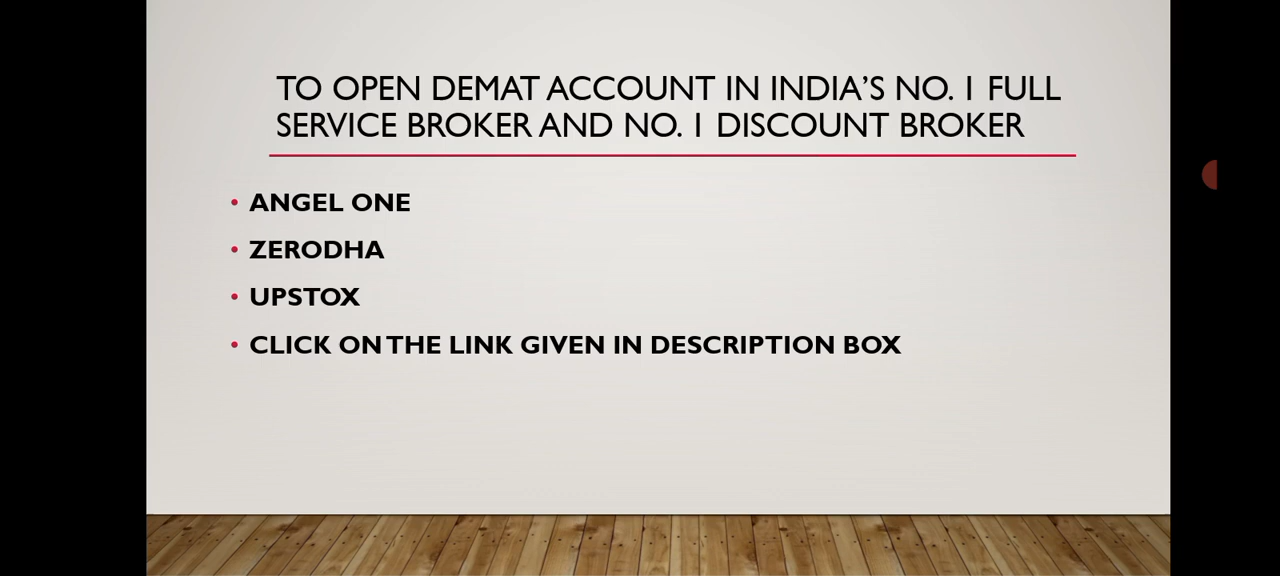 TO OPEN DEMAT ACCOUNT IN INDIA’S NO. 1 FULL
SERVICE BROKER AND NO. 1 DISCOUNT BROKER
• ANGEL ONE
• ZERODHA
• UPSTOX
• CLICK ON THE LINK GIVEN IN DESCRIPTION BOX